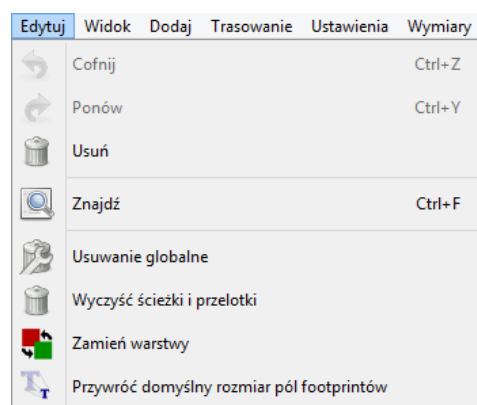 Edytuj Widok Dodaj Trasowanie Ustawienia Wymiary
Cofnij Ctrl+Z
Ponów Ctrl+Y
Usuń
Znajdź Ctrl+F
Usuwanie globalne
Wyczyść ścieżki i przelotki
Zamień warstwy
Przywróć domyślny rozmiar pól footprintów